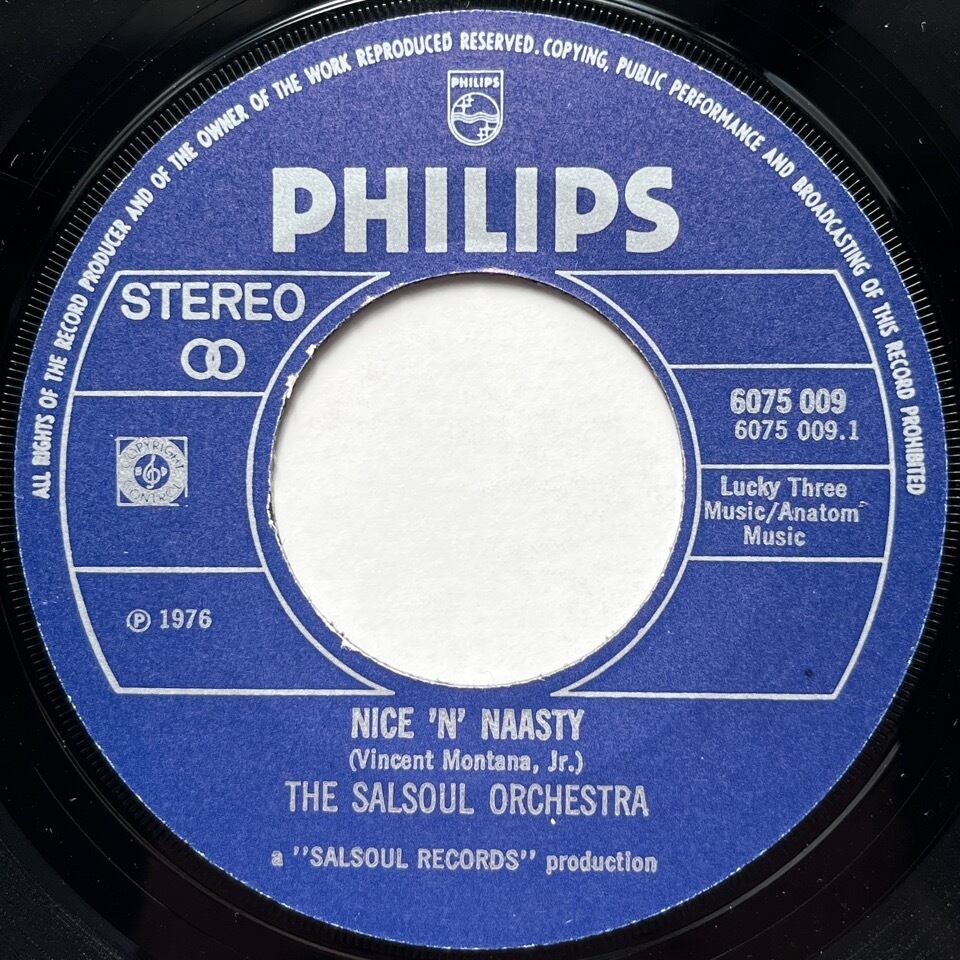 ALL RIGHTS OF THE RECORD PRODUCER AND OF THE OWNER OF THE WORK REPRODUCED RESERVED. COPYING, PUBLIC PERFORMANCE AND BROADCASTING OF THIS RECORD PROHIBITED
PHILIPS
PHILIPS
STEREO
6075 009
6075 009.1
COPYRIGHT
CONTROL
Lucky Three
Music/Anatom
Music
℗ 1976
NICE 'N' NAASTY
(Vincent Montana, Jr.)
THE SALSOUL ORCHESTRA
a "SALSOUL RECORDS" production